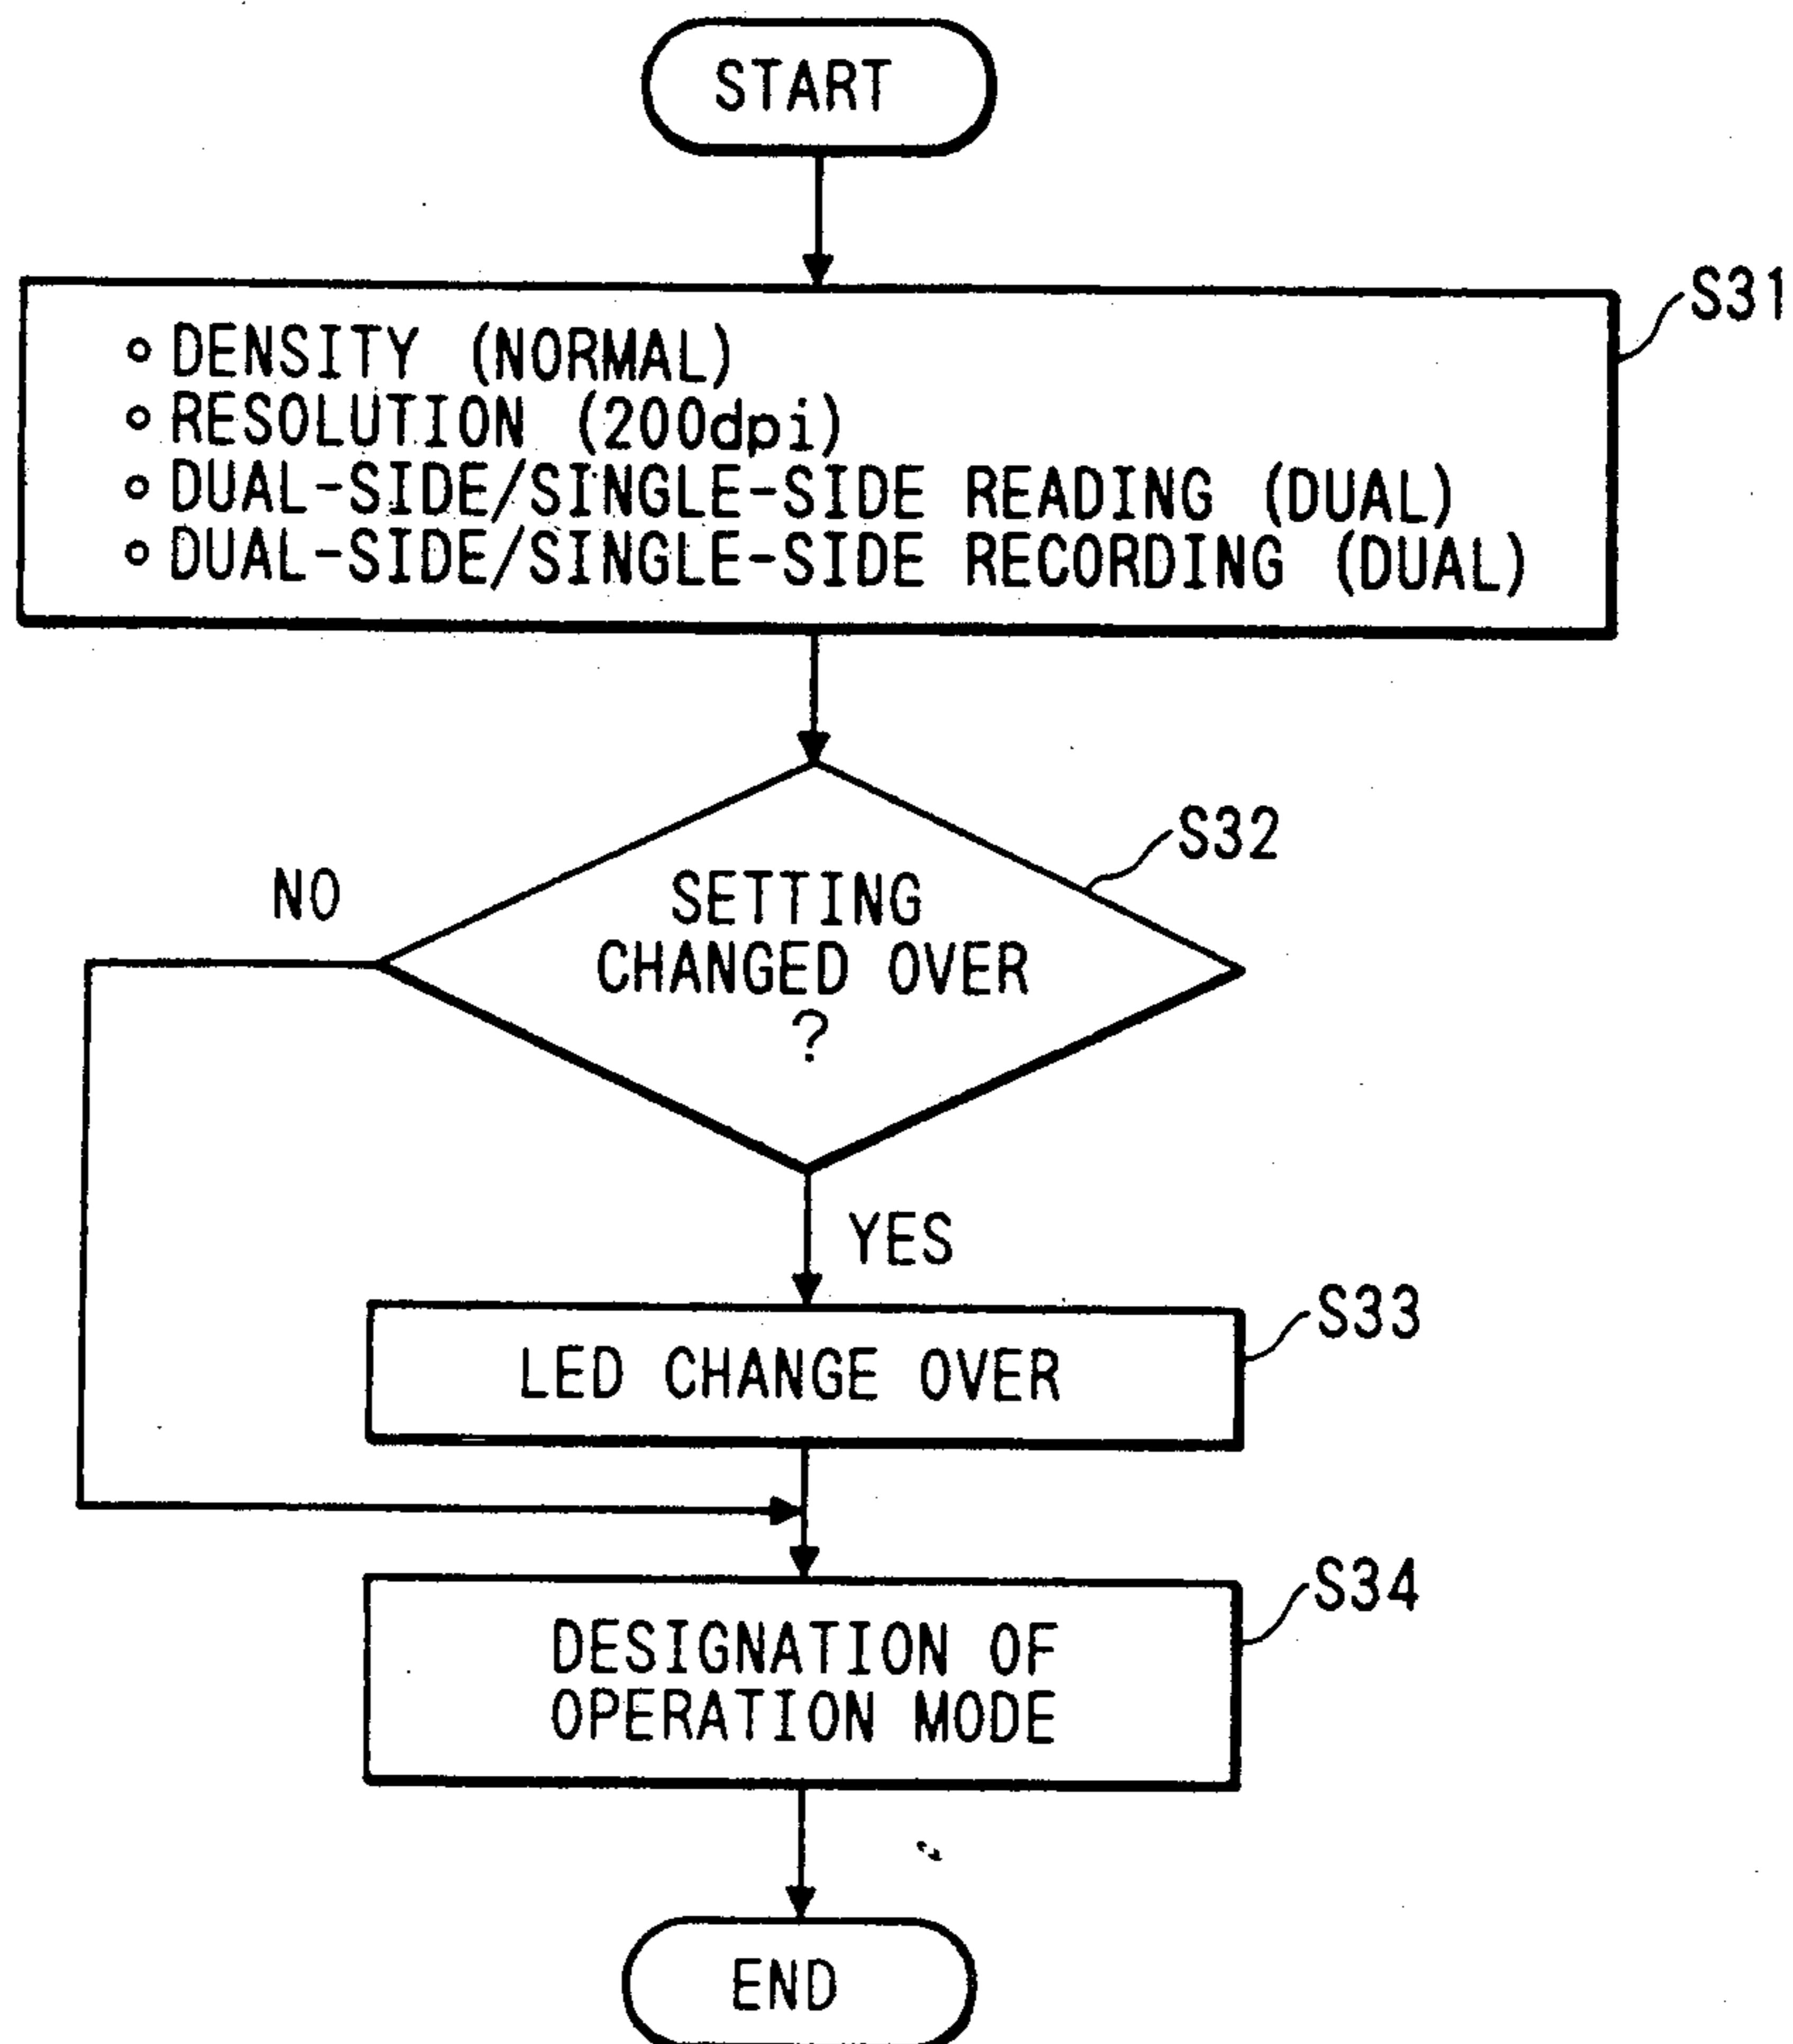 START
S31
∘ DENSITY (NORMAL)
∘ RESOLUTION (200dpi)
∘ DUAL-SIDE/SINGLE-SIDE READING (DUAL)
∘ DUAL-SIDE/SINGLE-SIDE RECORDING (DUAL)
S32
NO
SETTING
CHANGED OVER
?
YES
S33
LED CHANGE OVER
S34
DESIGNATION OF
OPERATION MODE
END